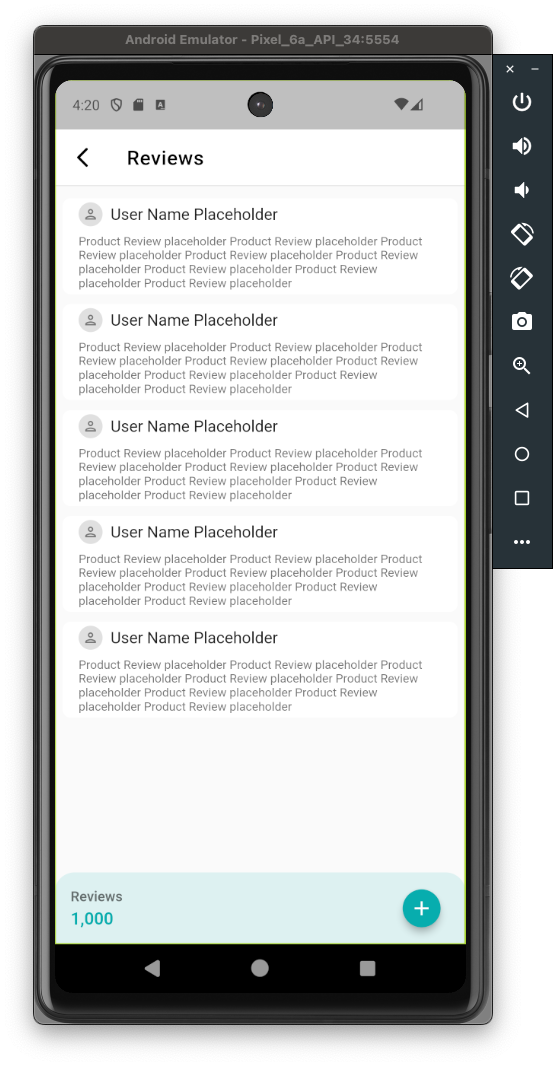 Android Emulator - Pixel_6a_API_34:5554
4:20
Reviews
User Name Placeholder
Product Review placeholder Product Review placeholder Product
Review placeholder Product Review placeholder Product Review
placeholder Product Review placeholder Product Review
placeholder Product Review placeholder
User Name Placeholder
Product Review placeholder Product Review placeholder Product
Review placeholder Product Review placeholder Product Review
placeholder Product Review placeholder Product Review
placeholder Product Review placeholder
User Name Placeholder
Product Review placeholder Product Review placeholder Product
Review placeholder Product Review placeholder Product Review
placeholder Product Review placeholder Product Review
placeholder Product Review placeholder
User Name Placeholder
Product Review placeholder Product Review placeholder Product
Review placeholder Product Review placeholder Product Review
placeholder Product Review placeholder Product Review
placeholder Product Review placeholder
User Name Placeholder
Product Review placeholder Product Review placeholder Product
Review placeholder Product Review placeholder Product Review
placeholder Product Review placeholder Product Review
placeholder Product Review placeholder
Reviews
1,000